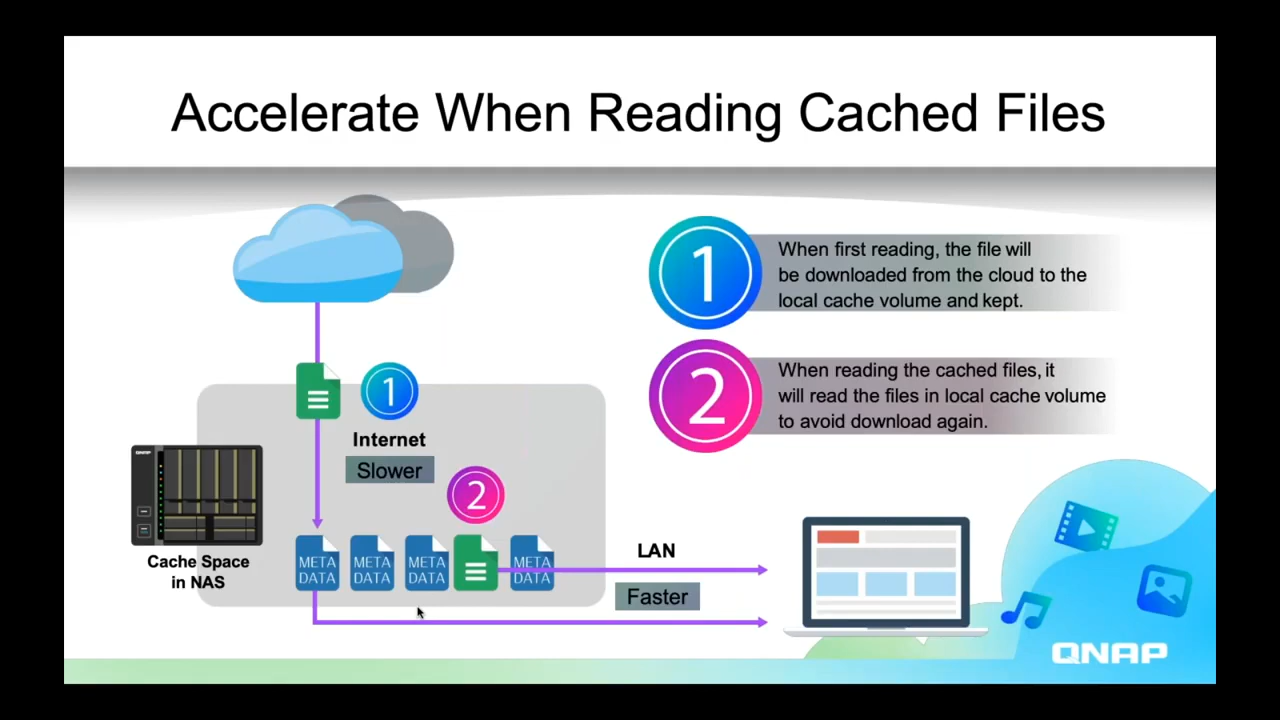 Accelerate When Reading Cached Files
1
When first reading, the file will
be downloaded from the cloud to the
local cache volume and kept.
2
When reading the cached files, it
will read the files in local cache volume
to avoid download again.
1
Internet
Slower
2
QNAP
Cache Space
in NAS
META
DATA
META
DATA
META
DATA
META
DATA
LAN
Faster
QNAP